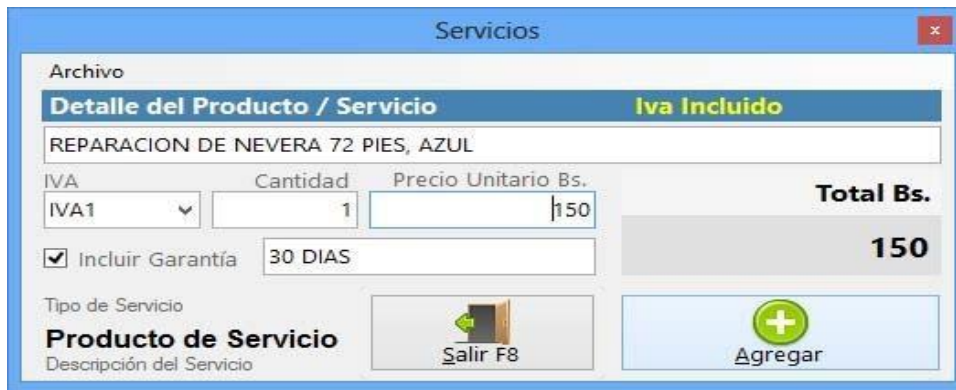 Servicios
x
Archivo
Detalle del Producto / Servicio Iva Incluido
REPARACION DE NEVERA 72 PIES, AZUL
IVA Cantidad Precio Unitario Bs. Total Bs.
IVA1 1 150
150
Incluir Garantía 30 DIAS
Tipo de Servicio
Producto de Servicio
Descripción del Servicio
Salir F8
Agregar